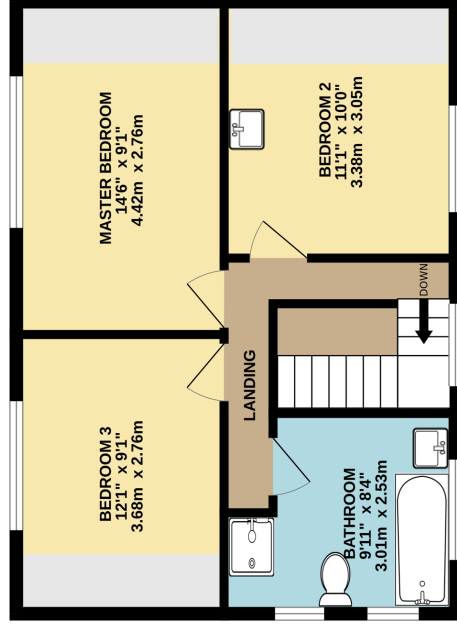 MASTER BEDROOM
14'6" x 9'1"
4.42m x 2.76m
BEDROOM 2
11'1" x 10'0"
3.38m x 3.05m
DOWN
LANDING
BEDROOM 3
12'1" x 9'1"
3.68m x 2.76m
BATHROOM
9'11" x 8'4"
3.01m x 2.53m